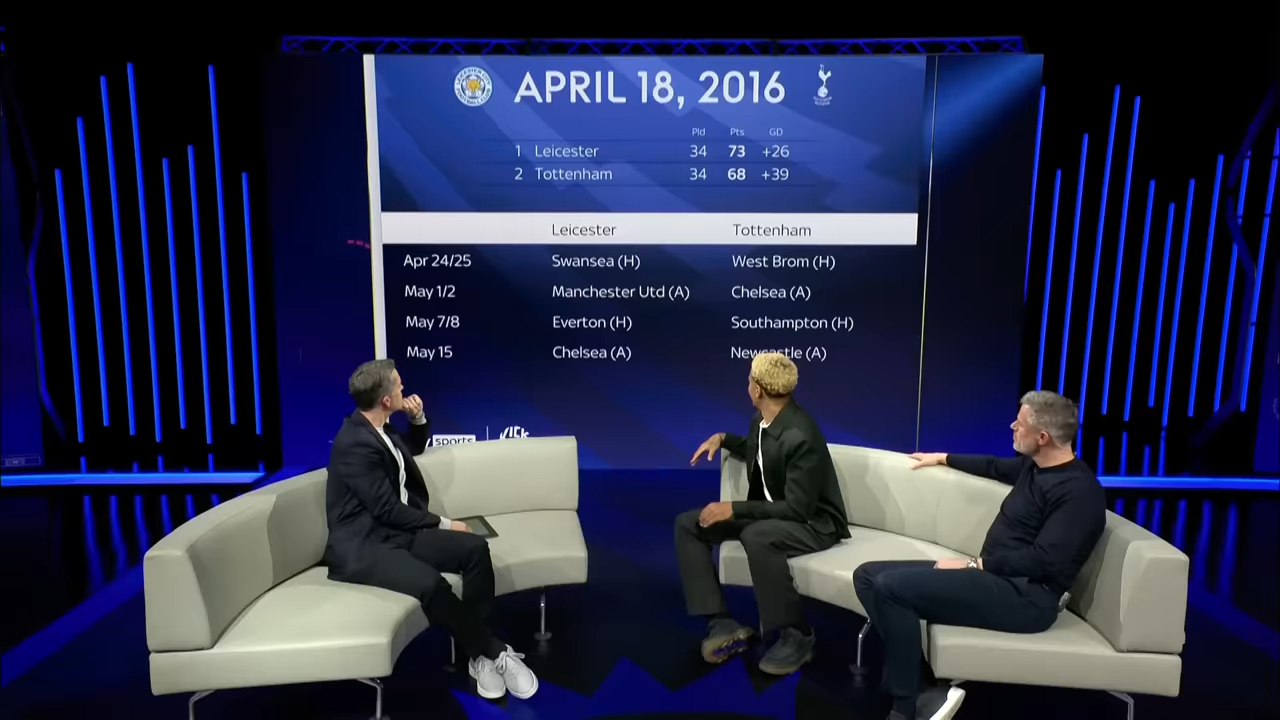 APRIL 18, 2016
Pld Pts GD
1 Leicester 34 73 +26
2 Tottenham 34 68 +39
Leicester Tottenham
Apr 24/25 Swansea (H) West Brom (H)
May 1/2 Manchester Utd (A) Chelsea (A)
May 7/8 Everton (H) Southampton (H)
May 15 Chelsea (A) Newcastle (A)
sports